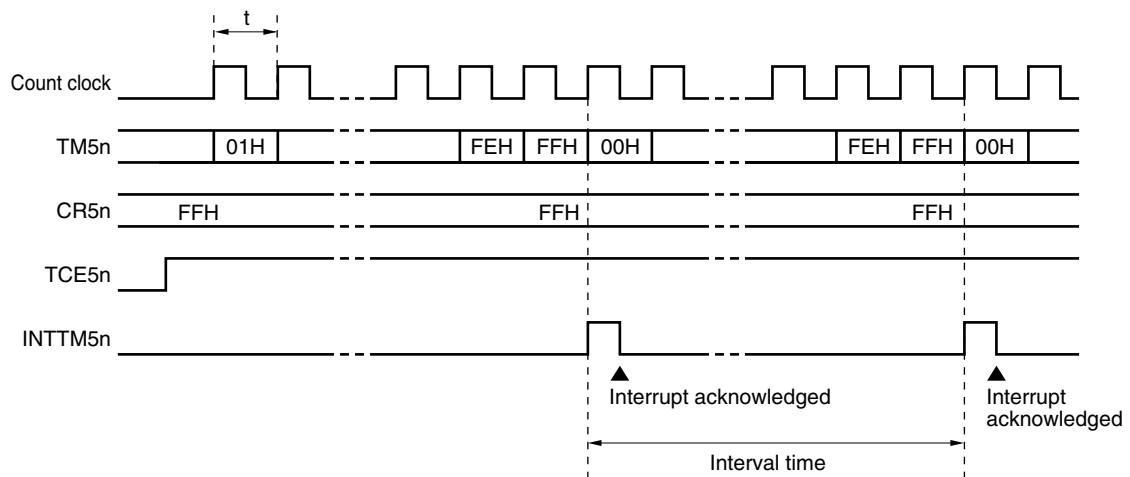 t
Count clock
TM5n 01H FEH FFH 00H FEH FFH 00H
CR5n FFH FFH FFH
TCE5n
INTTM5n
Interrupt acknowledged Interrupt
acknowledged
Interval time